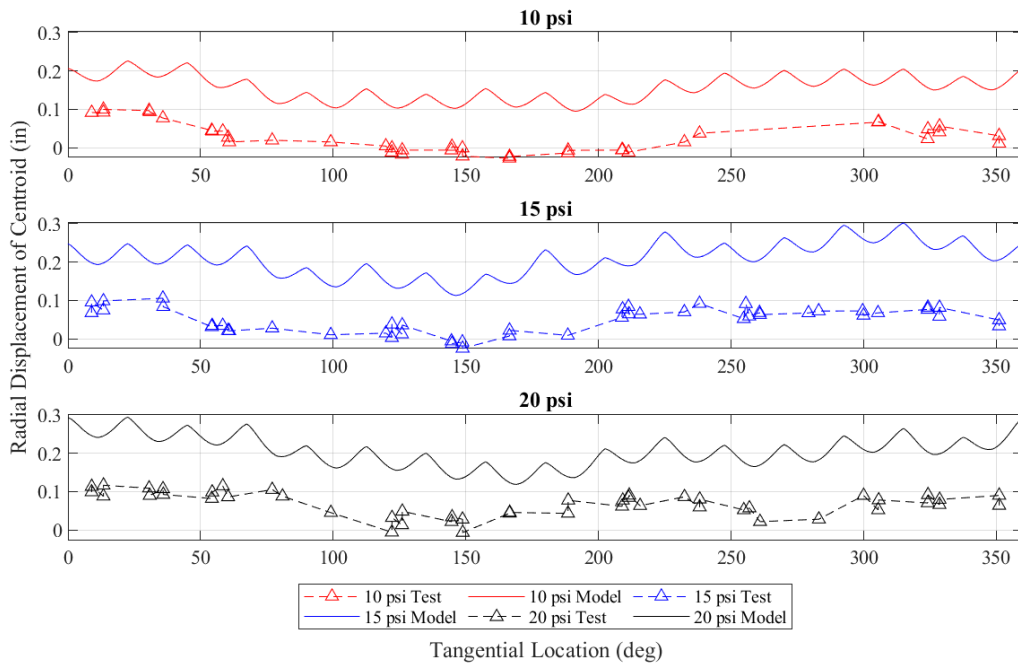 10 psi
0.3
0.2
0.1
0
0 50 100 150 200 250 300 350
15 psi
0.3
0.2
0.1
0
0 50 100 150 200 250 300 350
20 psi
0.3
0.2
0.1
0
0 50 100 150 200 250 300 350
Radial Displacement of Centroid (in)
10 psi Test 10 psi Model 15 psi Test
15 psi Model 20 psi Test 20 psi Model
Tangential Location (deg)